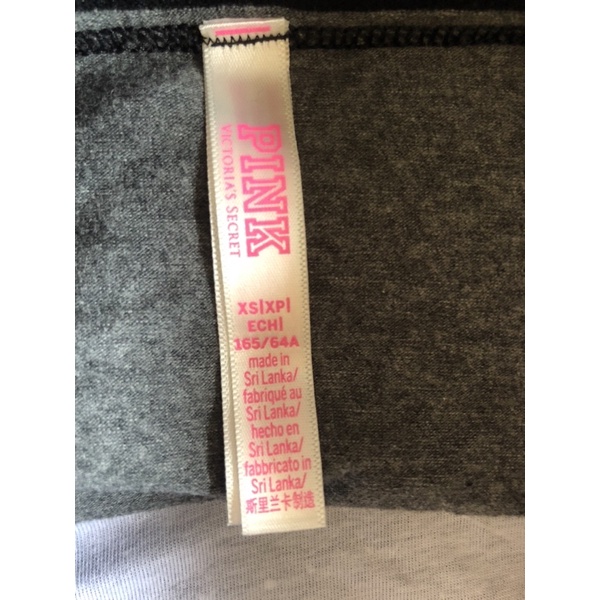 PINK
VICTORIA'S SECRET
XS|XP|
ECH|
165/64A
made in
Sri Lanka/
fabriqué au
Sri Lanka/
hecho en
Sri Lanka/
fabbricato in
Sri Lanka/
斯里兰卡制造